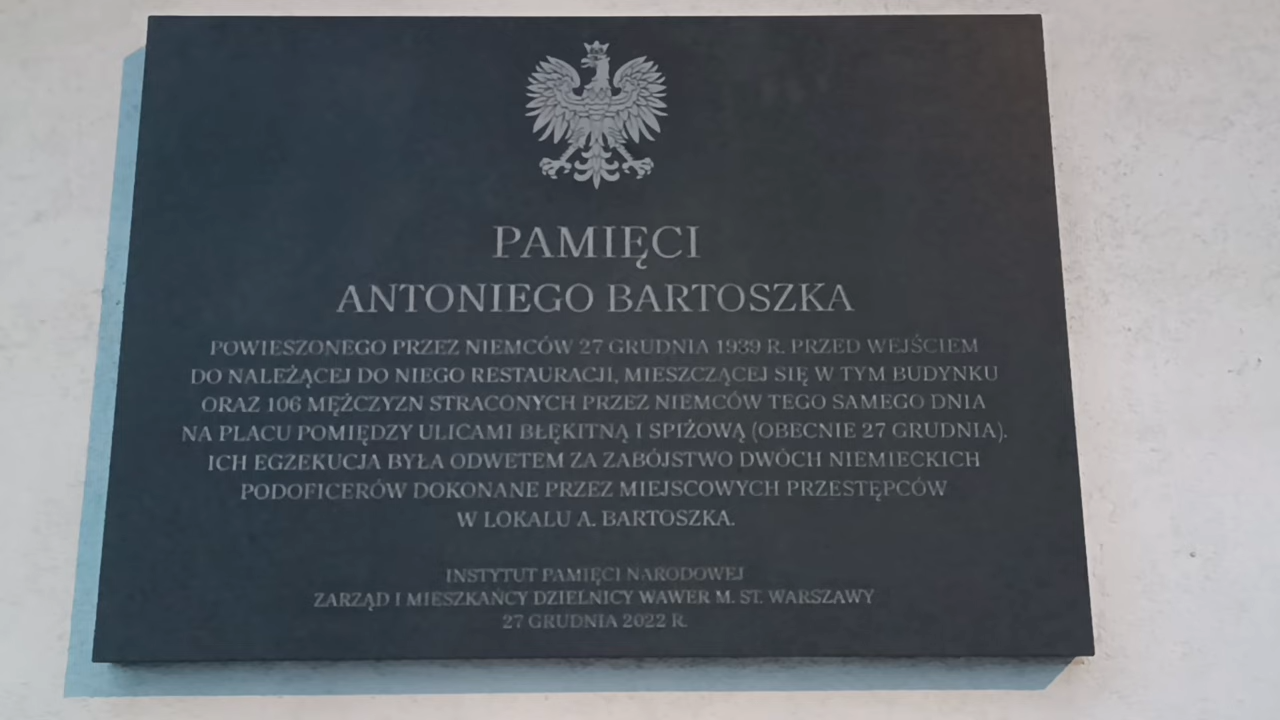 PAMIĘCI
ANTONIEGO BARTOSZKA
POWIESZONEGO PRZEZ NIEMCÓW 27 GRUDNIA 1939 R. PRZED WEJŚCIEM
DO NALEŻĄCEJ DO NIEGO RESTAURACJI, MIESZCZĄCEJ SIĘ W TYM BUDYNKU
ORAZ 106 MĘŻCZYZN STRACONYCH PRZEZ NIEMCÓW TEGO SAMEGO DNIA
NA PLACU POMIĘDZY ULICAMI BŁĘKITNĄ I SPIŻOWĄ (OBECNIE 27 GRUDNIA).
ICH EGZEKUCJA BYŁA ODWETEM ZA ZABÓJSTWO DWÓCH NIEMIECKICH
PODOFICERÓW DOKONANE PRZEZ MIEJSCOWYCH PRZESTĘPCÓW
W LOKALU A. BARTOSZKA.
INSTYTUT PAMIĘCI NARODOWEJ
ZARZĄD I MIESZKAŃCY DZIELNICY WAWER M. ST. WARSZAWY
27 GRUDNIA 2022 R.